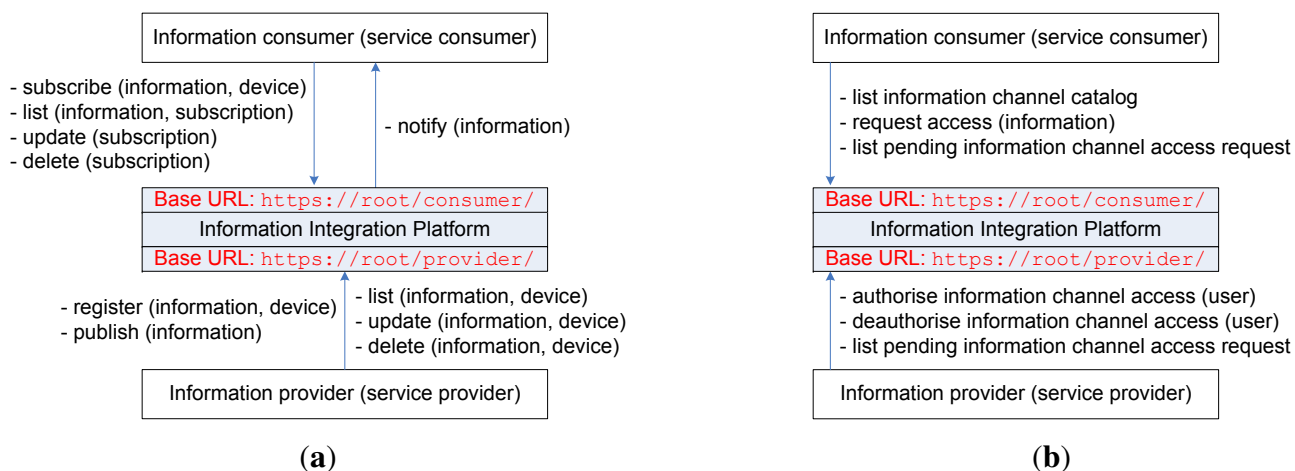 Information consumer (service consumer)
- subscribe (information, device)
- list (information, subscription)
- update (subscription)
- delete (subscription)
- notify (information)
Base URL: https://root/consumer/
Information Integration Platform
Base URL: https://root/provider/
- register (information, device)
- publish (information)
- list (information, device)
- update (information, device)
- delete (information, device)
Information provider (service provider)
(a)
Information consumer (service consumer)
- list information channel catalog
- request access (information)
- list pending information channel access request
Base URL: https://root/consumer/
Information Integration Platform
Base URL: https://root/provider/
- authorise information channel access (user)
- deauthorise information channel access (user)
- list pending information channel access request
Information provider (service provider)
(b)